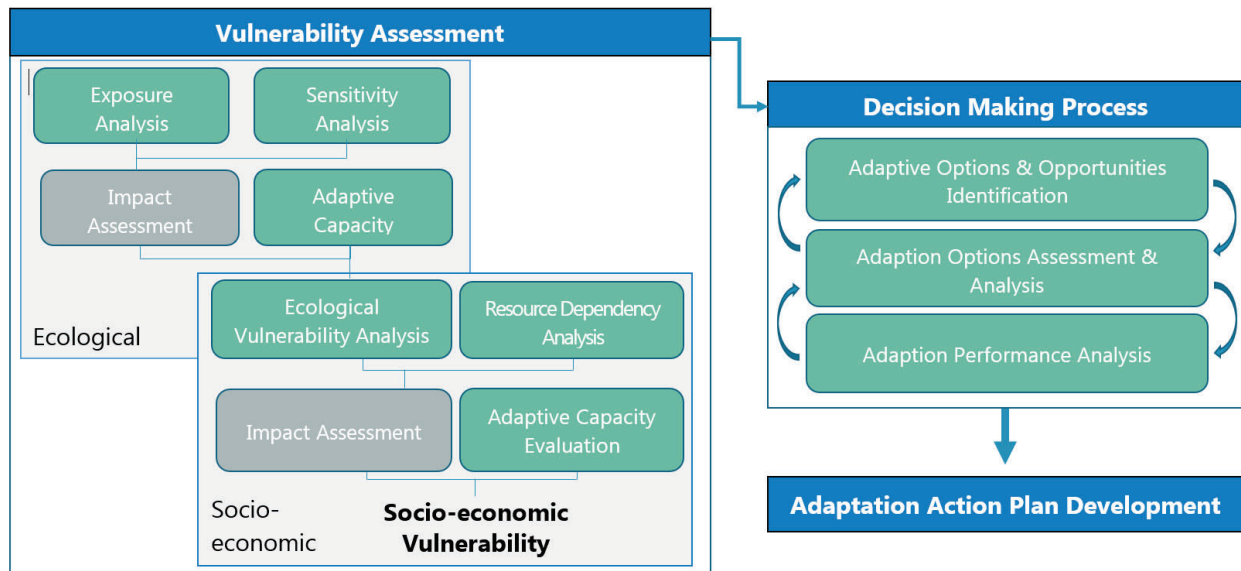 Vulnerability Assessment
Exposure
Analysis
Sensitivity
Analysis
Impact
Assessment
Adaptive
Capacity
Ecological
Ecological
Vulnerability Analysis
Resource Dependency
Analysis
Impact Assessment
Adaptive Capacity
Evaluation
Socio-
economic
Socio-economic
Vulnerability
Decision Making Process
Adaptive Options & Opportunities
Identification
Adaption Options Assessment &
Analysis
Adaption Performance Analysis
Adaptation Action Plan Development